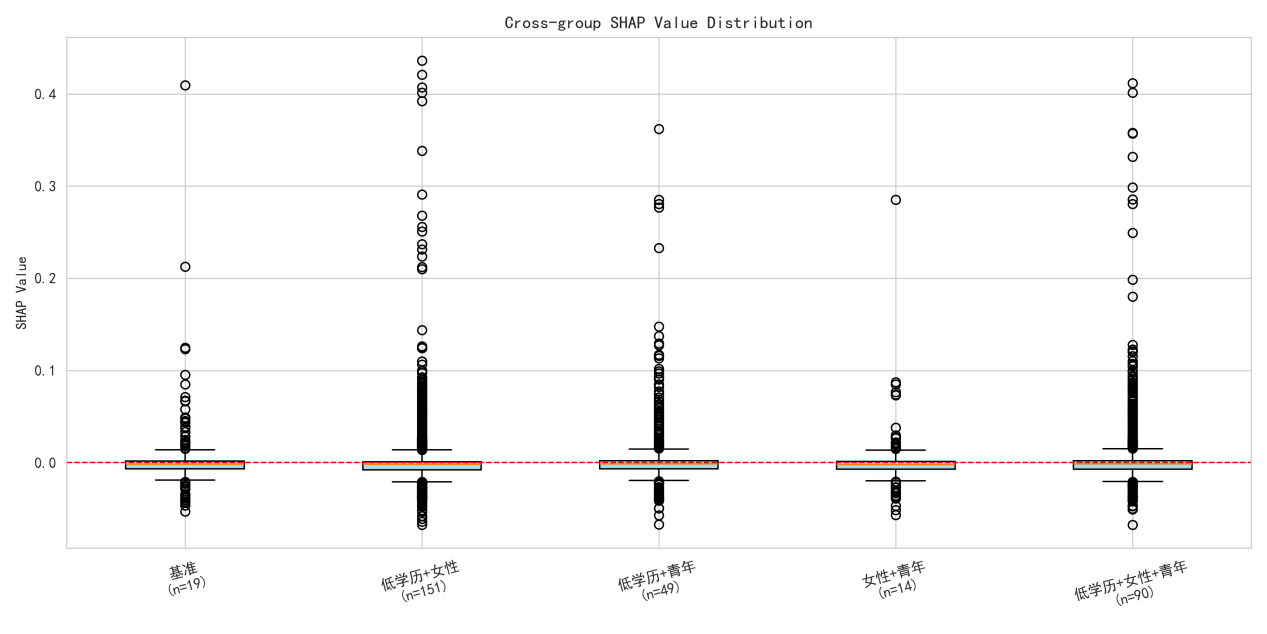 Cross-group SHAP Value Distribution
SHAP Value
0.4
0.3
0.2
0.1
0.0
基准
(n=19)
低学历+女性
(n=151)
低学历+青年
(n=49)
女性+青年
(n=14)
低学历+女性+青年
(n=90)